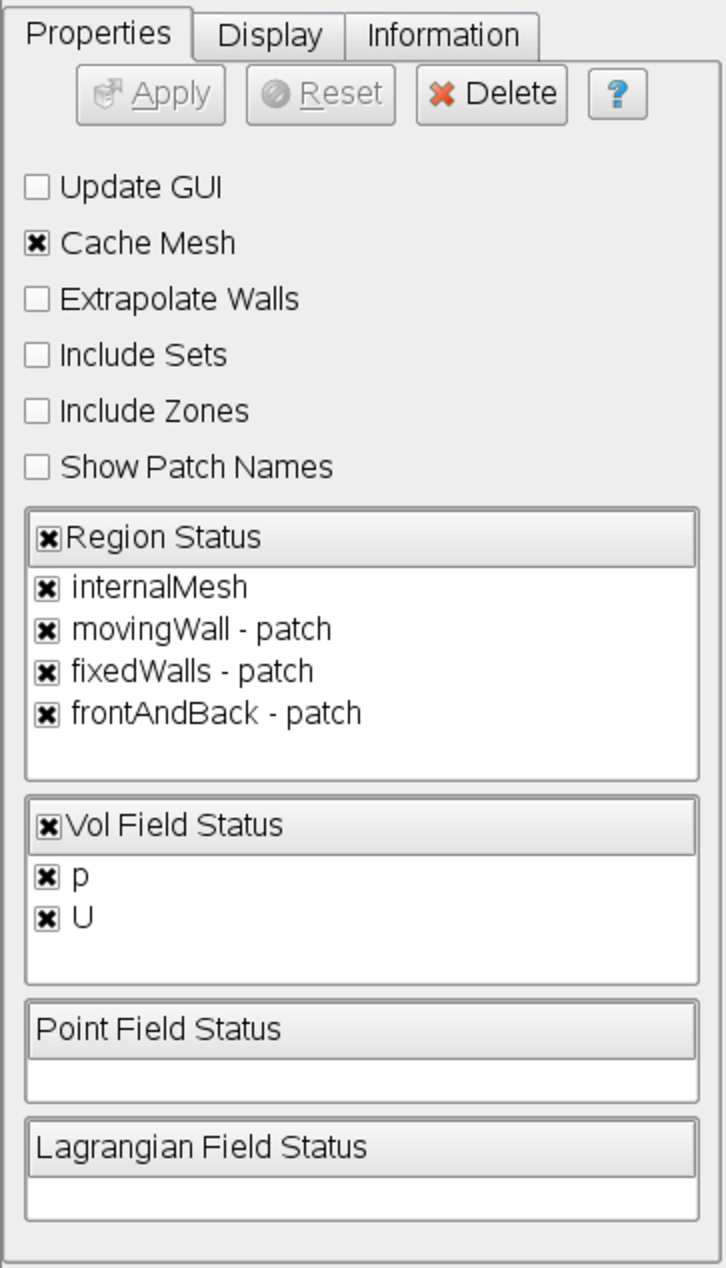 Properties Display Information
Apply Reset Delete ?
Update GUI
Cache Mesh
Extrapolate Walls
Include Sets
Include Zones
Show Patch Names
Region Status
internalMesh
movingWall - patch
fixedWalls - patch
frontAndBack - patch
Vol Field Status
p
U
Point Field Status
Lagrangian Field Status